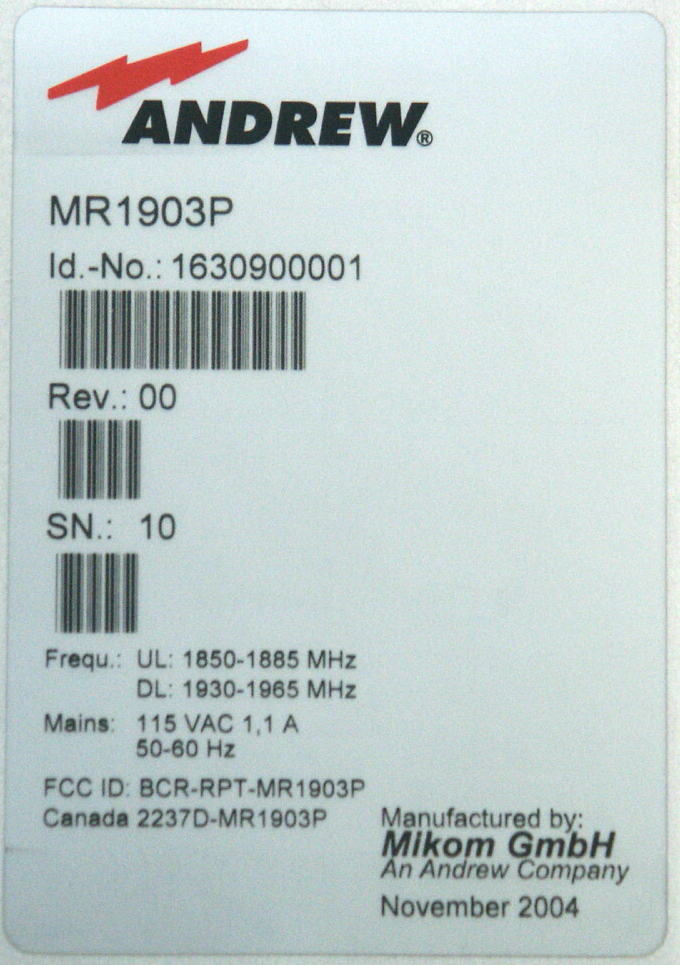 ANDREW®
MR1903P
Id.-No.: 1630900001
Rev.: 00
SN.: 10
Frequ.: UL: 1850-1885 MHz
DL: 1930-1965 MHz
Mains: 115 VAC 1,1 A
50-60 Hz
FCC ID: BCR-RPT-MR1903P
Canada 2237D-MR1903P
Manufactured by:
Mikom GmbH
An Andrew Company
November 2004